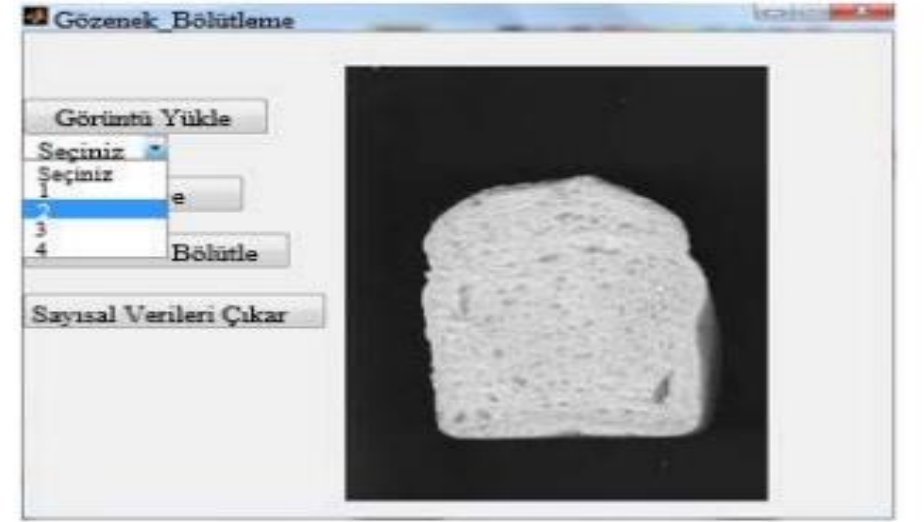 Gözenek_Bölütleme
Görüntü Yükle
Seçiniz
Seçiniz
1
e
2
3
4
Bölütle
Sayısal Verileri Çıkar